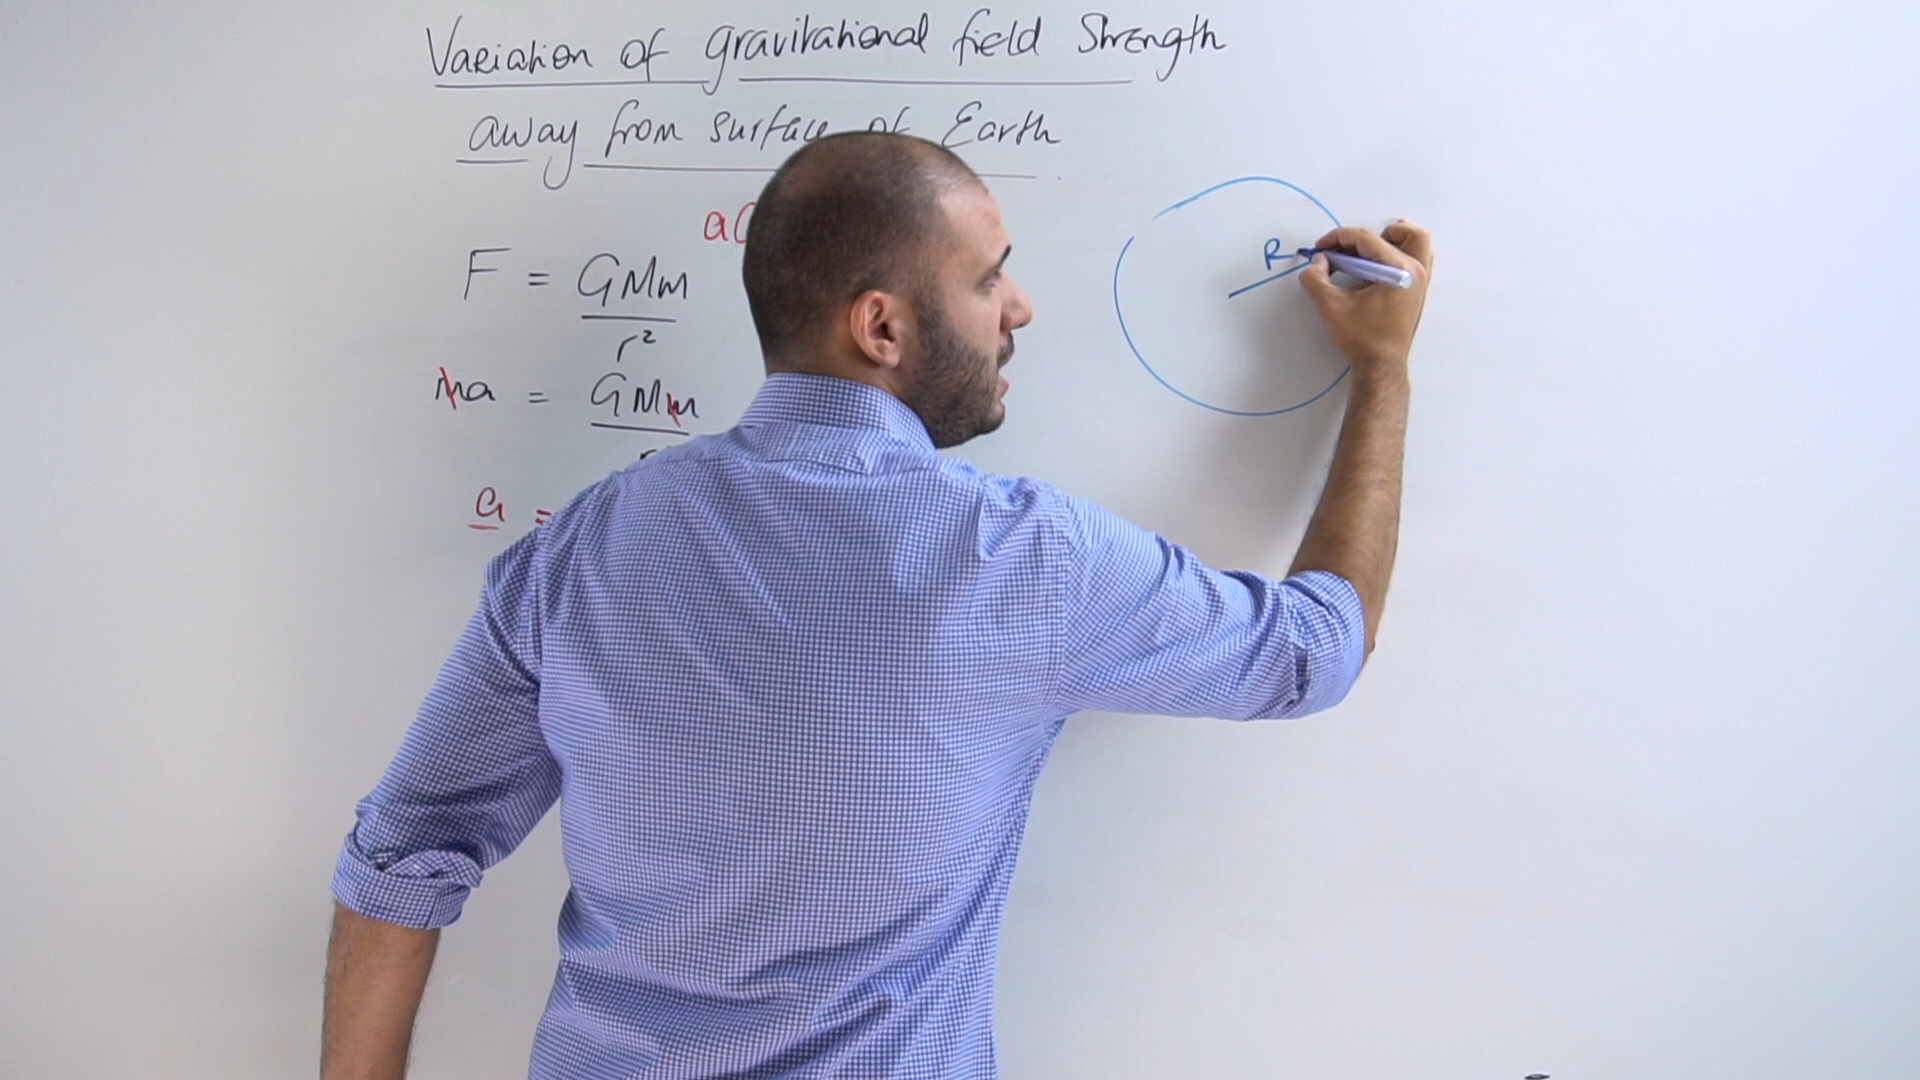 Variation of gravitational field Strength
away from surface of Earth
F = GMm
r²
ma = GMm
a =
R